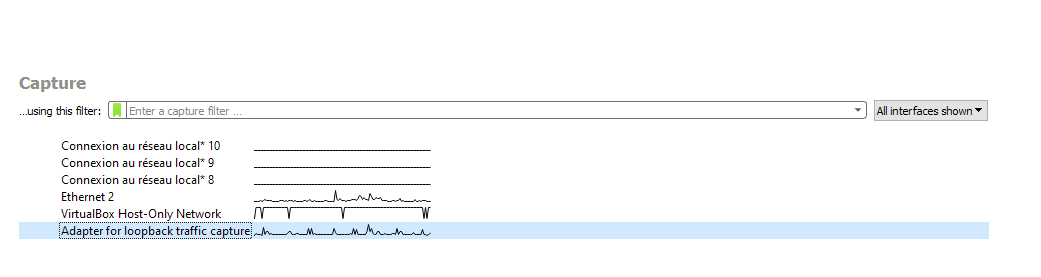 Capture
...using this filter: Enter a capture filter ... All interfaces shown
Connexion au réseau local* 10
Connexion au réseau local* 9
Connexion au réseau local* 8
Ethernet 2
VirtualBox Host-Only Network
Adapter for loopback traffic capture